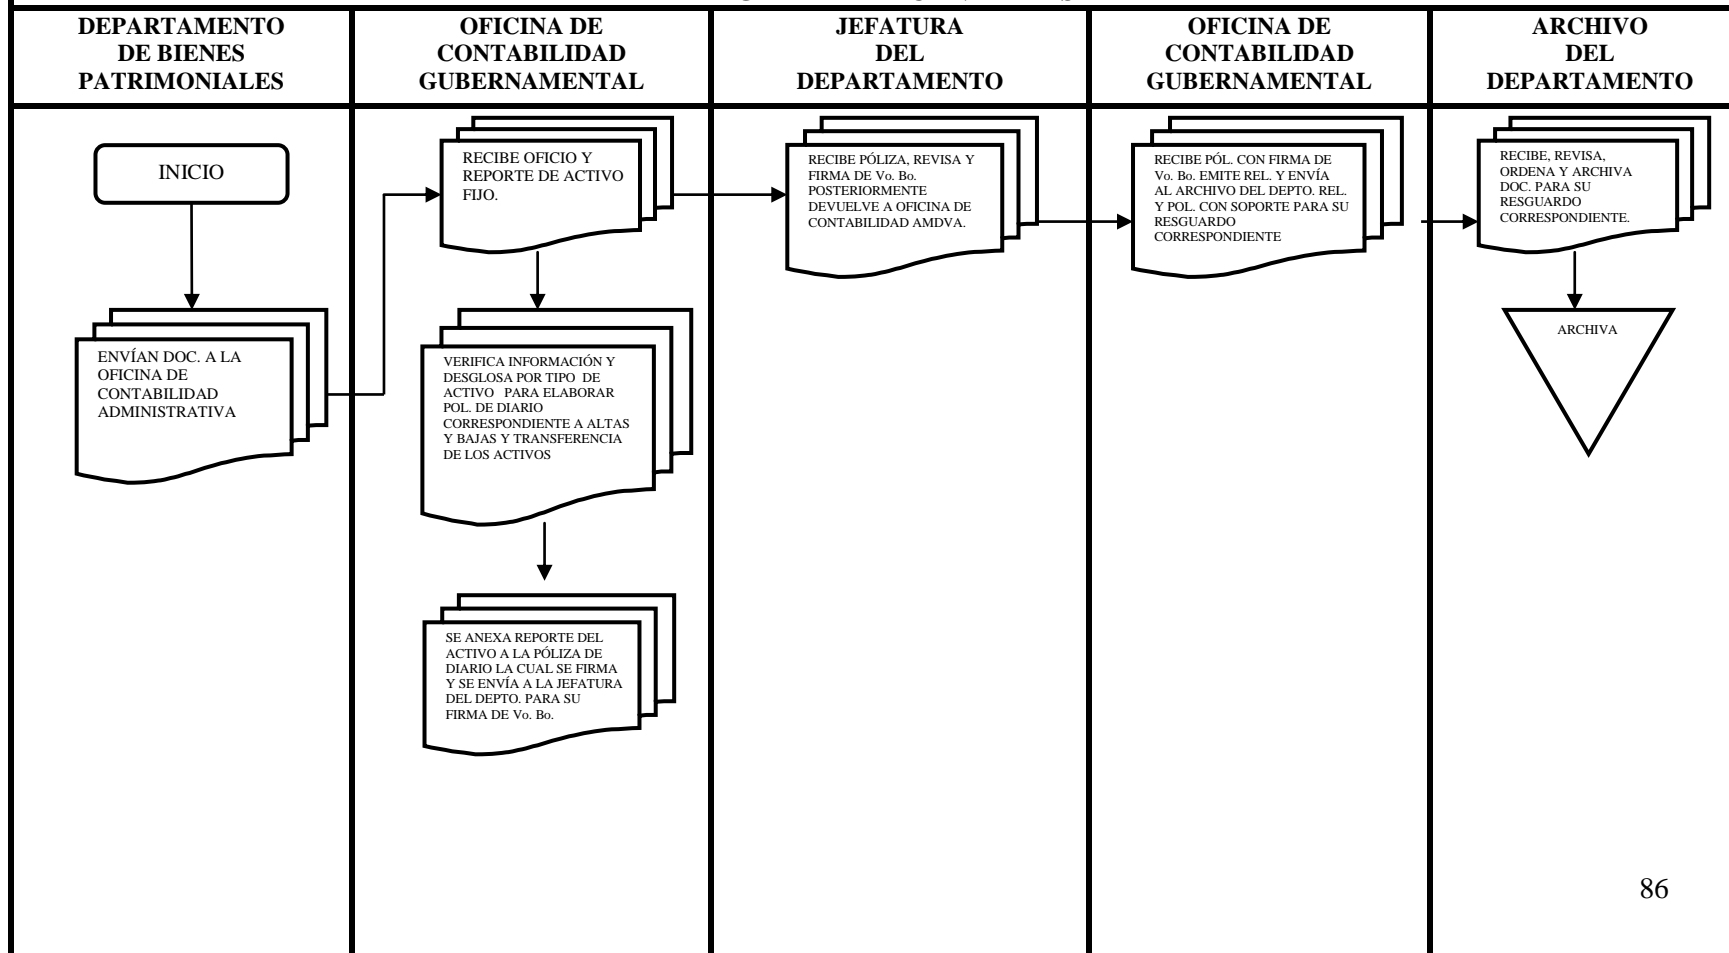 DEPARTAMENTO
DE BIENES
PATRIMONIALES
OFICINA DE
CONTABILIDAD
GUBERNAMENTAL
JEFATURA
DEL
DEPARTAMENTO
OFICINA DE
CONTABILIDAD
GUBERNAMENTAL
ARCHIVO
DEL
DEPARTAMENTO
INICIO
ENVÍAN DOC. A LA
OFICINA DE
CONTABILIDAD
ADMINISTRATIVA
RECIBE OFICIO Y
REPORTE DE ACTIVO
FIJO.
VERIFICA INFORMACIÓN Y
DESGLOSA POR TIPO DE
ACTIVO PARA ELABORAR
POL. DE DIARIO
CORRESPONDIENTE A ALTAS
Y BAJAS Y TRANSFERENCIA
DE LOS ACTIVOS
SE ANEXA REPORTE DEL
ACTIVO A LA PÓLIZA DE
DIARIO LA CUAL SE FIRMA
Y SE ENVÍA A LA JEFATURA
DEL DEPTO. PARA SU
FIRMA DE Vo. Bo.
RECIBE PÓLIZA, REVISA Y
FIRMA DE Vo. Bo.
POSTERIORMENTE
DEVUELVE A OFICINA DE
CONTABILIDAD AMDVA.
RECIBE PÓL. CON FIRMA DE
Vo. Bo. EMITE REL. Y ENVÍA
AL ARCHIVO DEL DEPTO. REL.
Y POL. CON SOPORTE PARA SU
RESGUARDO
CORRESPONDIENTE
RECIBE, REVISA,
ORDENA Y ARCHIVA
DOC. PARA SU
RESGUARDO
CORRESPONDIENTE.
ARCHIVA
86